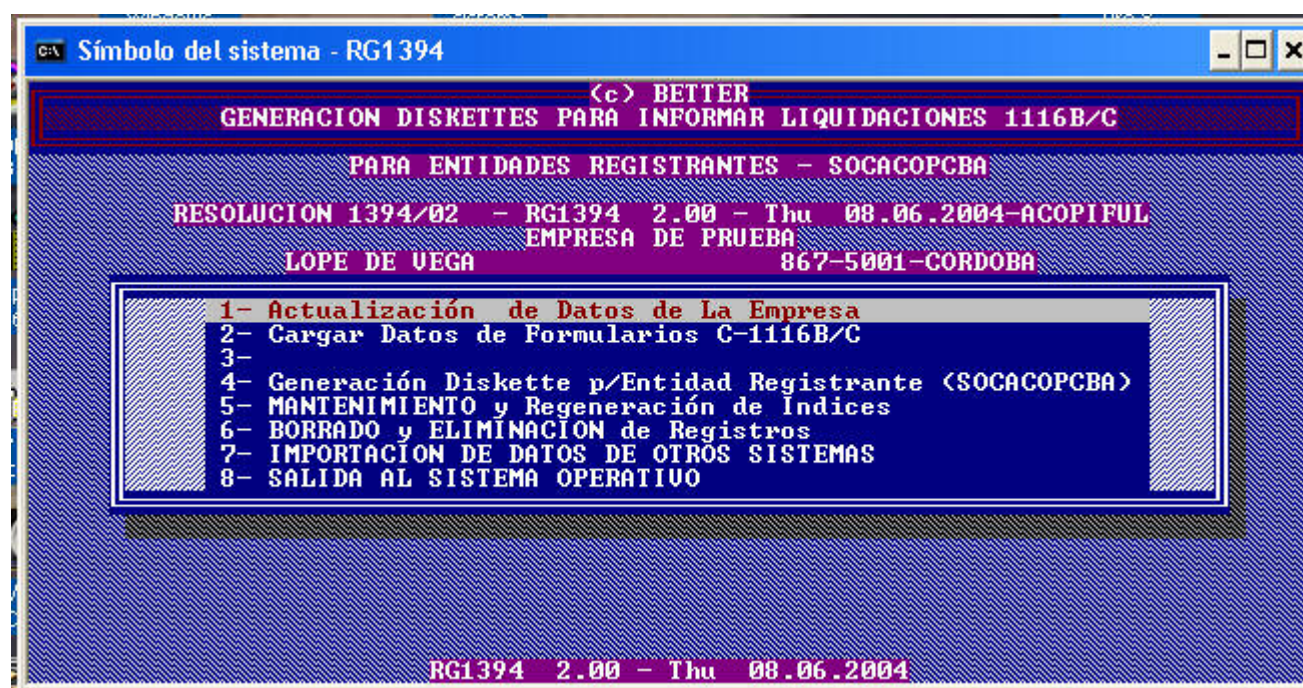 Símbolo del sistema - RG1394
(c) BETTER
GENERACION DISKETTES PARA INFORMAR LIQUIDACIONES 1116B/C
PARA ENTIDADES REGISTRANTES - SOCACOPCBA
RESOLUCION 1394/02 - RG1394 2.00 - Thu 08.06.2004-ACOPIFUL
EMPRESA DE PRUEBA
LOPE DE VEGA 867-5001-CORDOBA
1- Actualización de Datos de La Empresa
2- Cargar Datos de Formularios C-1116B/C
3-
4- Generación Diskette p/Entidad Registrante (SOCACOPCBA)
5- MANTENIMIENTO y Regeneración de Indices
6- BORRADO y ELIMINACION de Registros
7- IMPORTACION DE DATOS DE OTROS SISTEMAS
8- SALIDA AL SISTEMA OPERATIVO
RG1394 2.00 - Thu 08.06.2004